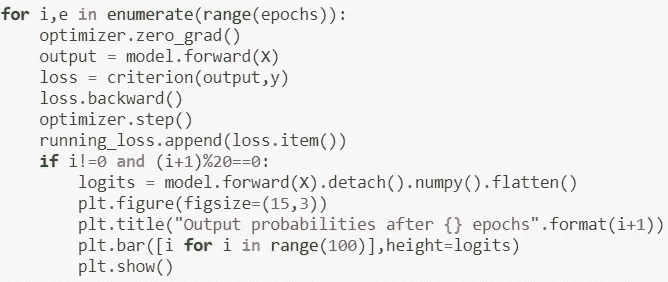 for i,e in enumerate(range(epochs)):
    optimizer.zero_grad()
    output = model.forward(X)
    loss = criterion(output,y)
    loss.backward()
    optimizer.step()
    running_loss.append(loss.item())
    if i!=0 and (i+1)%20==0:
        logits = model.forward(X).detach().numpy().flatten()
        plt.figure(figsize=(15,3))
        plt.title("Output probabilities after {} epochs".format(i+1))
        plt.bar([i for i in range(100)],height=logits)
        plt.show()